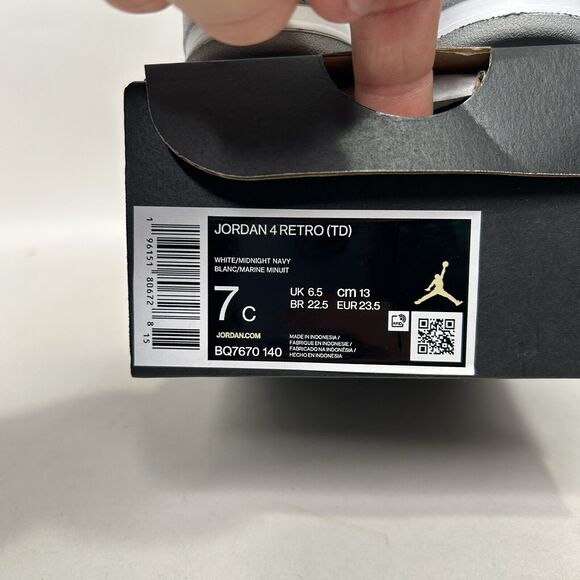 JORDAN 4 RETRO (TD)
WHITE/MIDNIGHT NAVY
BLANC/MARINE MINUIT
7 C
UK 6.5 cm 13
BR 22.5 EUR 23.5
JORDAN.COM
BQ7670 140
MADE IN INDONESIA /
FABRIQUE EN INDONESIE /
FABRICADO NA INDONÉSIA /
HECHO EN INDONESIA
1 96151 80672 8 15